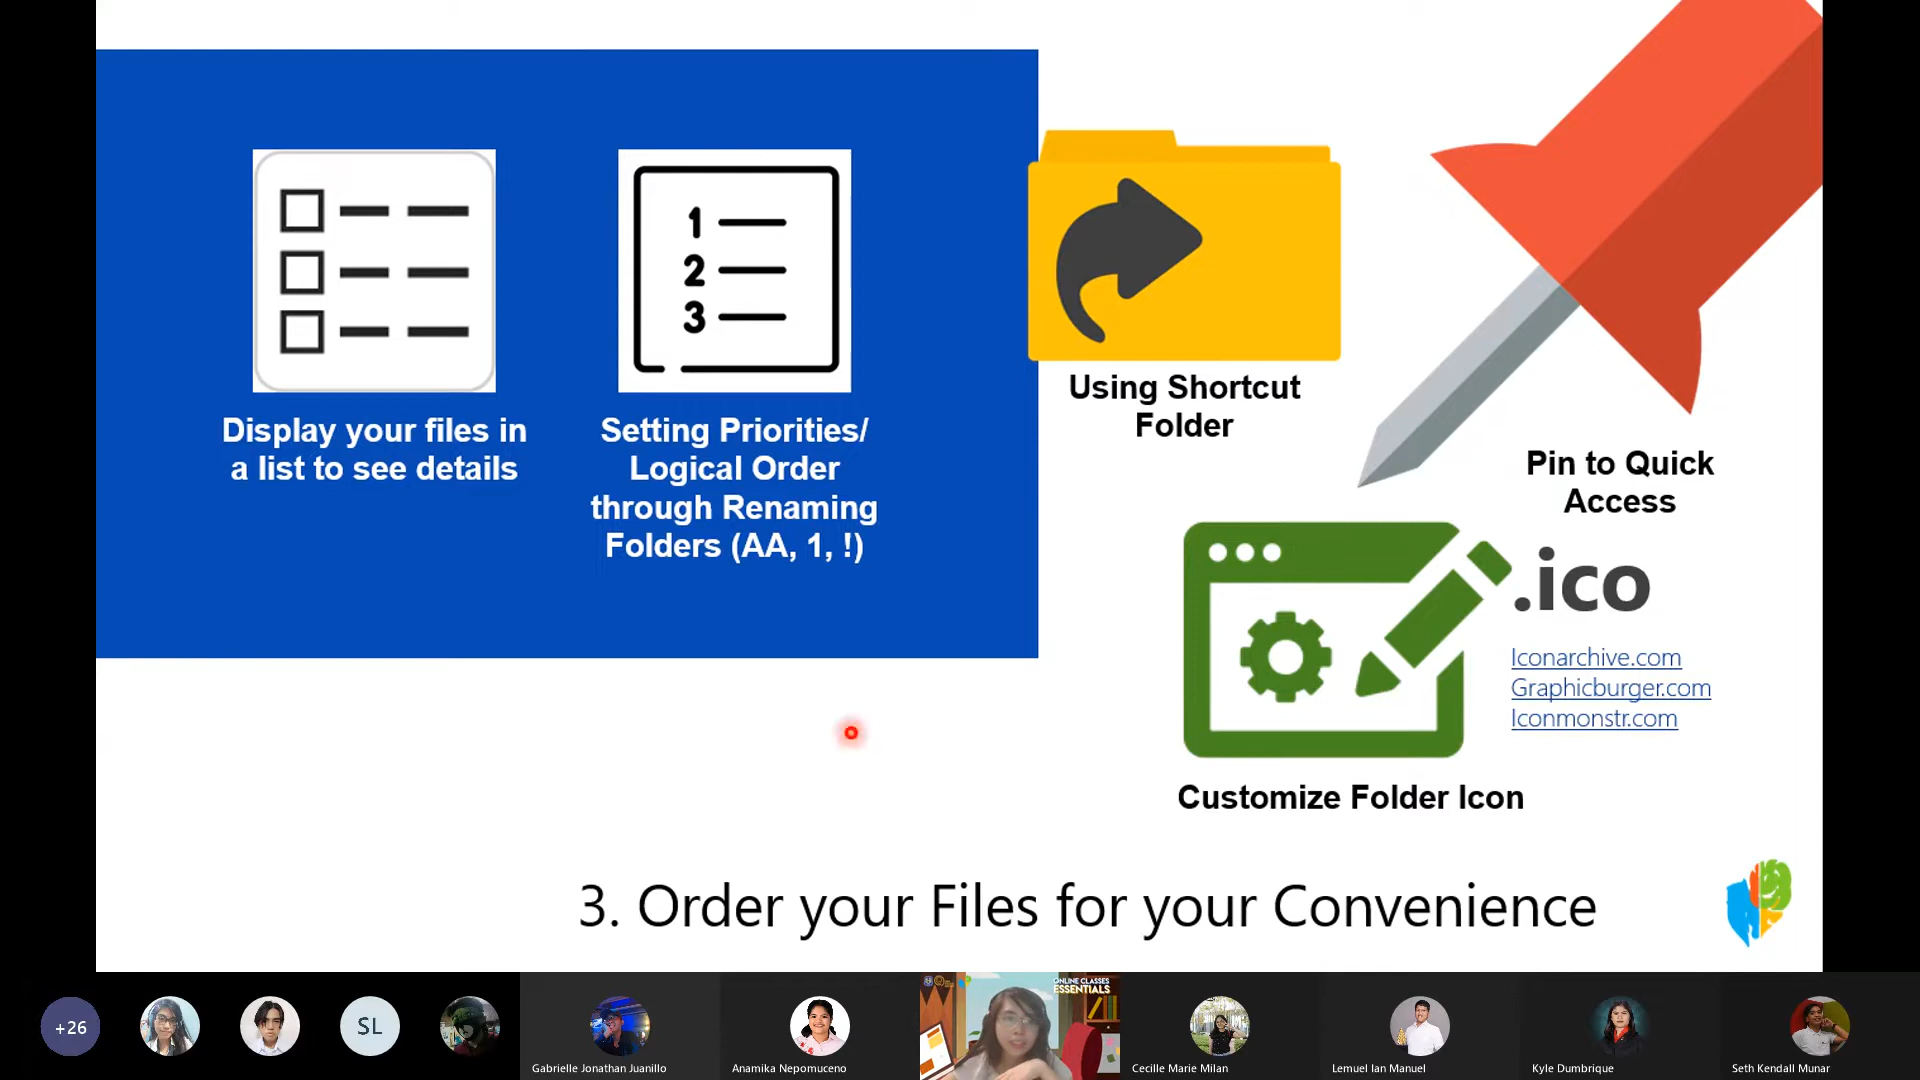 1
2
3
Display your files in
a list to see details
Setting Priorities/
Logical Order
through Renaming
Folders (AA, 1, !)
Using Shortcut
Folder
Pin to Quick
Access
.ico
Iconarchive.com
Graphicburger.com
Iconmonstr.com
Customize Folder Icon
3. Order your Files for your Convenience
+26
SL
Gabrielle Jonathan Juanillo
Anamika Nepomuceno
ONLINE CLASSES
ESSENTIALS
Cecille Marie Milan
Lemuel Ian Manuel
Kyle Dumbrique
Seth Kendall Munar